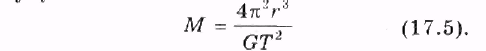 M = 4π²r³ / GT² (17.5).